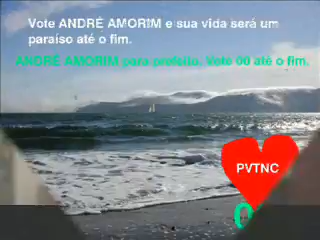 Vote ANDRÉ AMORIM e sua vida será um
paraíso até o fim.
ANDRÉ AMORIM para prefeito. Vote 00 até o fim.
PVTNC
0